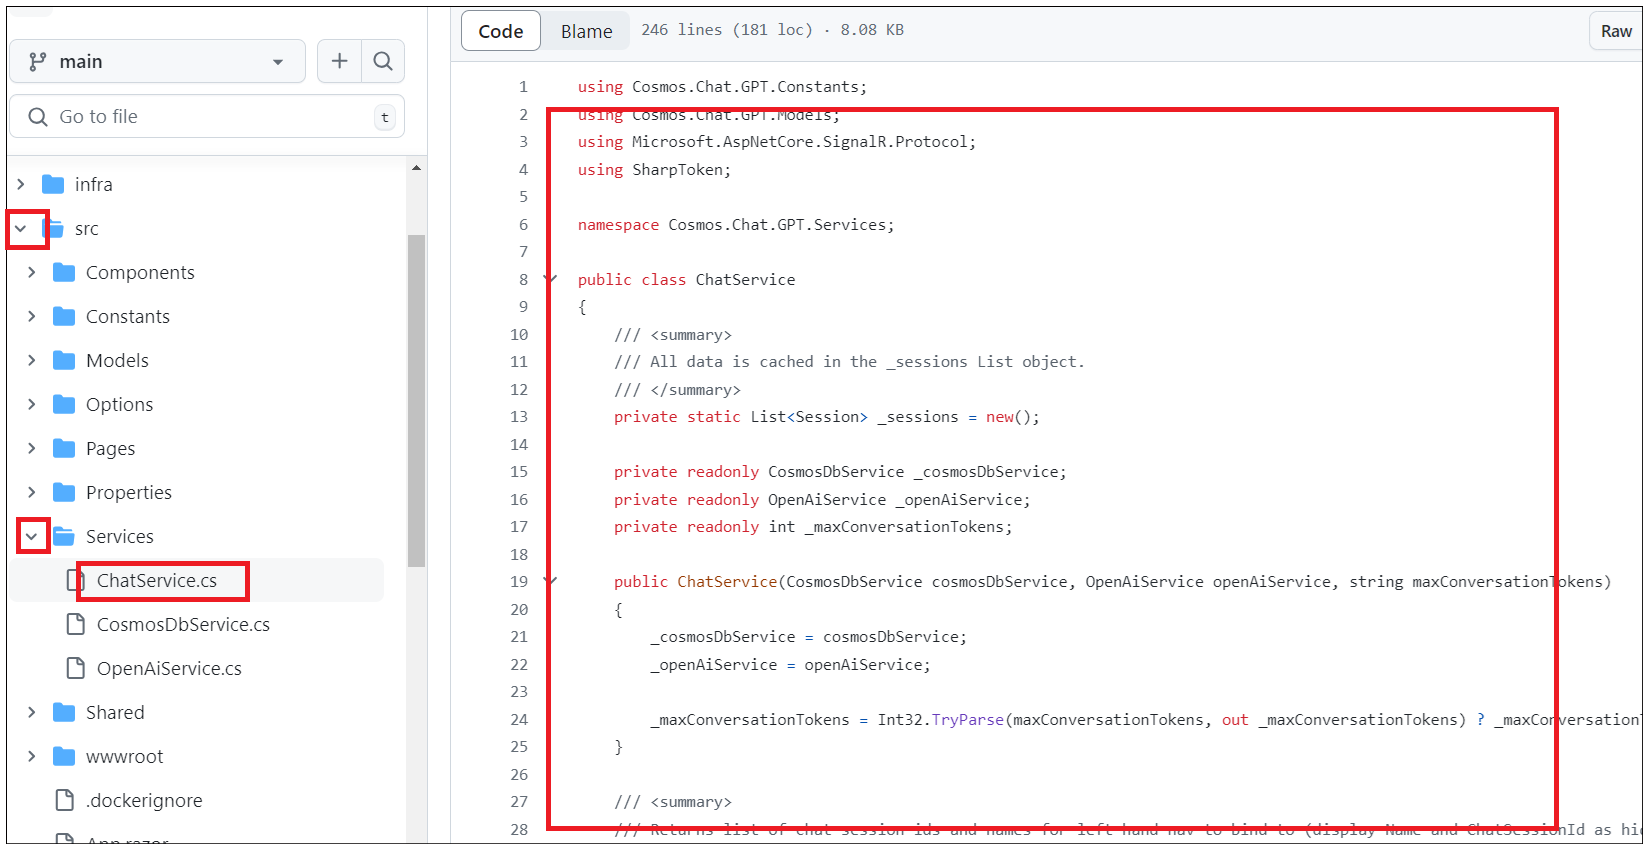 main
Go to file
t
infra
src
Components
Constants
Models
Options
Pages
Properties
Services
ChatService.cs
CosmosDbService.cs
OpenAiService.cs
Shared
wwwroot
.dockerignore
App.razor
Code
Blame
246 lines (181 loc) · 8.08 KB
Raw
1 using Cosmos.Chat.GPT.Constants;
2 using Cosmos.Chat.GPT.Models;
3 using Microsoft.AspNetCore.SignalR.Protocol;
4 using SharpToken;
5
6 namespace Cosmos.Chat.GPT.Services;
7
8 public class ChatService
9 {
10 /// <summary>
11 /// All data is cached in the _sessions List object.
12 /// </summary>
13 private static List<Session> _sessions = new();
14
15 private readonly CosmosDbService _cosmosDbService;
16 private readonly OpenAiService _openAiService;
17 private readonly int _maxConversationTokens;
18
19 public ChatService(CosmosDbService cosmosDbService, OpenAiService openAiService, string maxConversationTokens)
20 {
21 _cosmosDbService = cosmosDbService;
22 _openAiService = openAiService;
23
24 _maxConversationTokens = Int32.TryParse(maxConversationTokens, out _maxConversationTokens) ? _maxConversationT
25 }
26
27 /// <summary>
28 /// Returns list of chat session ids and names for left-hand nav to bind to (display Name and ChatSessionId as hid